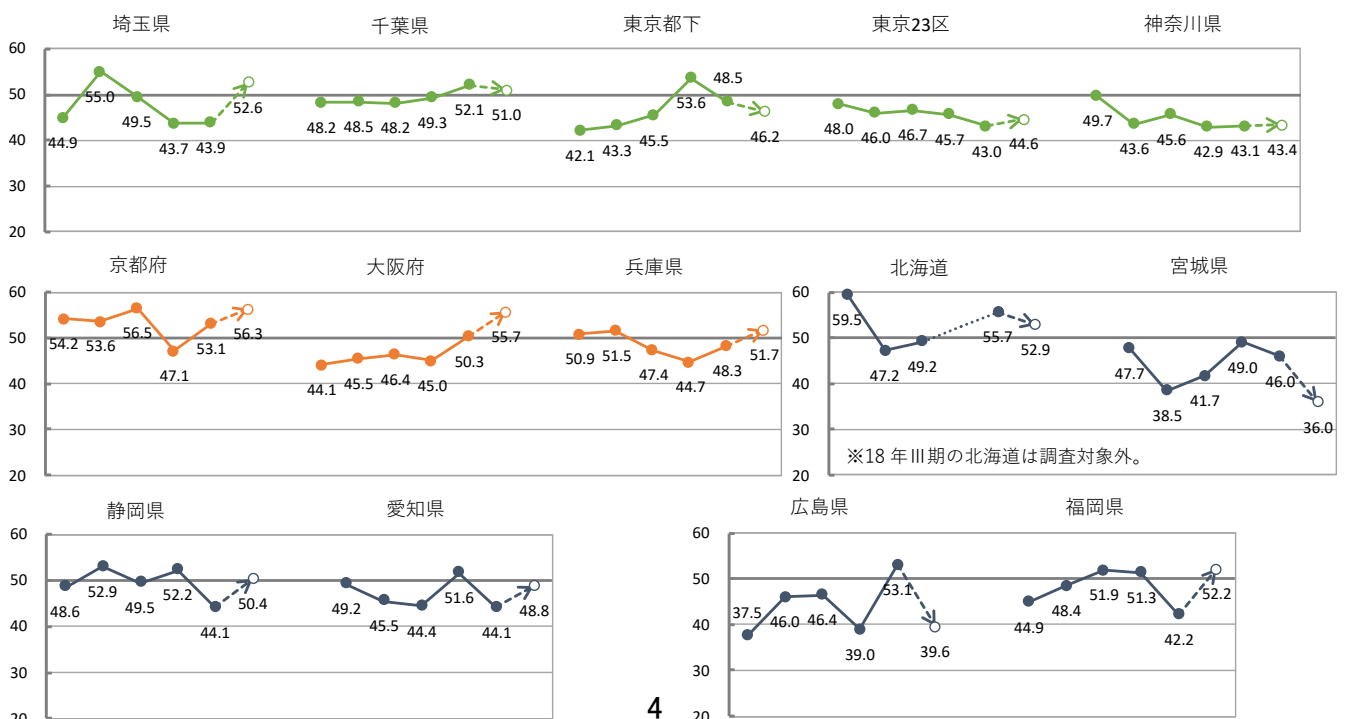 埼玉県 千葉県 東京都下 東京23区 神奈川県
60
50
40
30
20
44.9 55.0 49.5 43.7 43.9 52.6
48.2 48.5 48.2 49.3 52.1 51.0
42.1 43.3 45.5 53.6 48.5 46.2
48.0 46.0 46.7 45.7 43.0 44.6
49.7 43.6 45.6 42.9 43.1 43.4
京都府 大阪府 兵庫県
60
50
40
30
20
54.2 53.6 56.5 47.1 53.1 56.3
44.1 45.5 46.4 45.0 50.3 55.7
50.9 51.5 47.4 44.7 48.3 51.7
北海道 宮城県
60
50
40
30
20
59.5 47.2 49.2 55.7 52.9
47.7 38.5 41.7 49.0 46.0 36.0
※18 年Ⅲ期の北海道は調査対象外。
静岡県 愛知県
60
50
40
30
20
48.6 52.9 49.5 52.2 44.1 50.4
49.2 45.5 44.4 51.6 44.1 48.8
広島県 福岡県
60
50
40
30
20
37.5 46.0 46.4 39.0 53.1 39.6
44.9 48.4 51.9 51.3 42.2 52.2
4